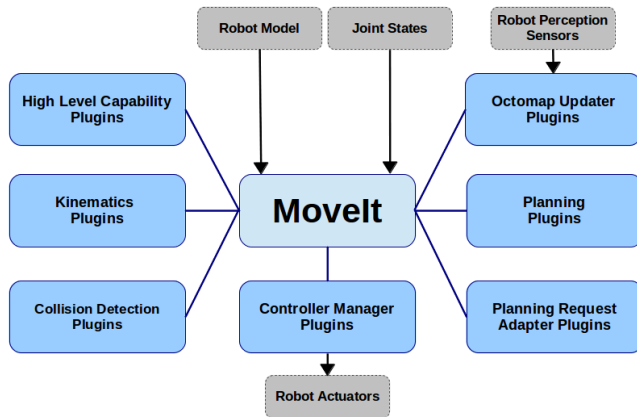 Robot Model
Joint States
Robot Perception
Sensors
High Level Capability
Plugins
Octomap Updater
Plugins
Kinematics
Plugins
MoveIt
Planning
Plugins
Collision Detection
Plugins
Controller Manager
Plugins
Planning Request
Adapter Plugins
Robot Actuators